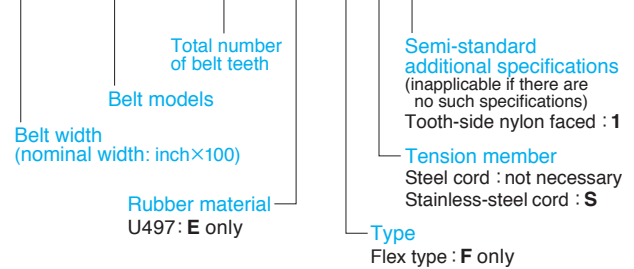 Total number
of belt teeth
Belt models
Belt width
(nominal width: inch×100)
Rubber material
U497: E only
Semi-standard
additional specifications
(inapplicable if there are
no such specifications)
Tooth-side nylon faced : 1
Tension member
Steel cord : not necessary
Stainless-steel cord : S
Type
Flex type : F only